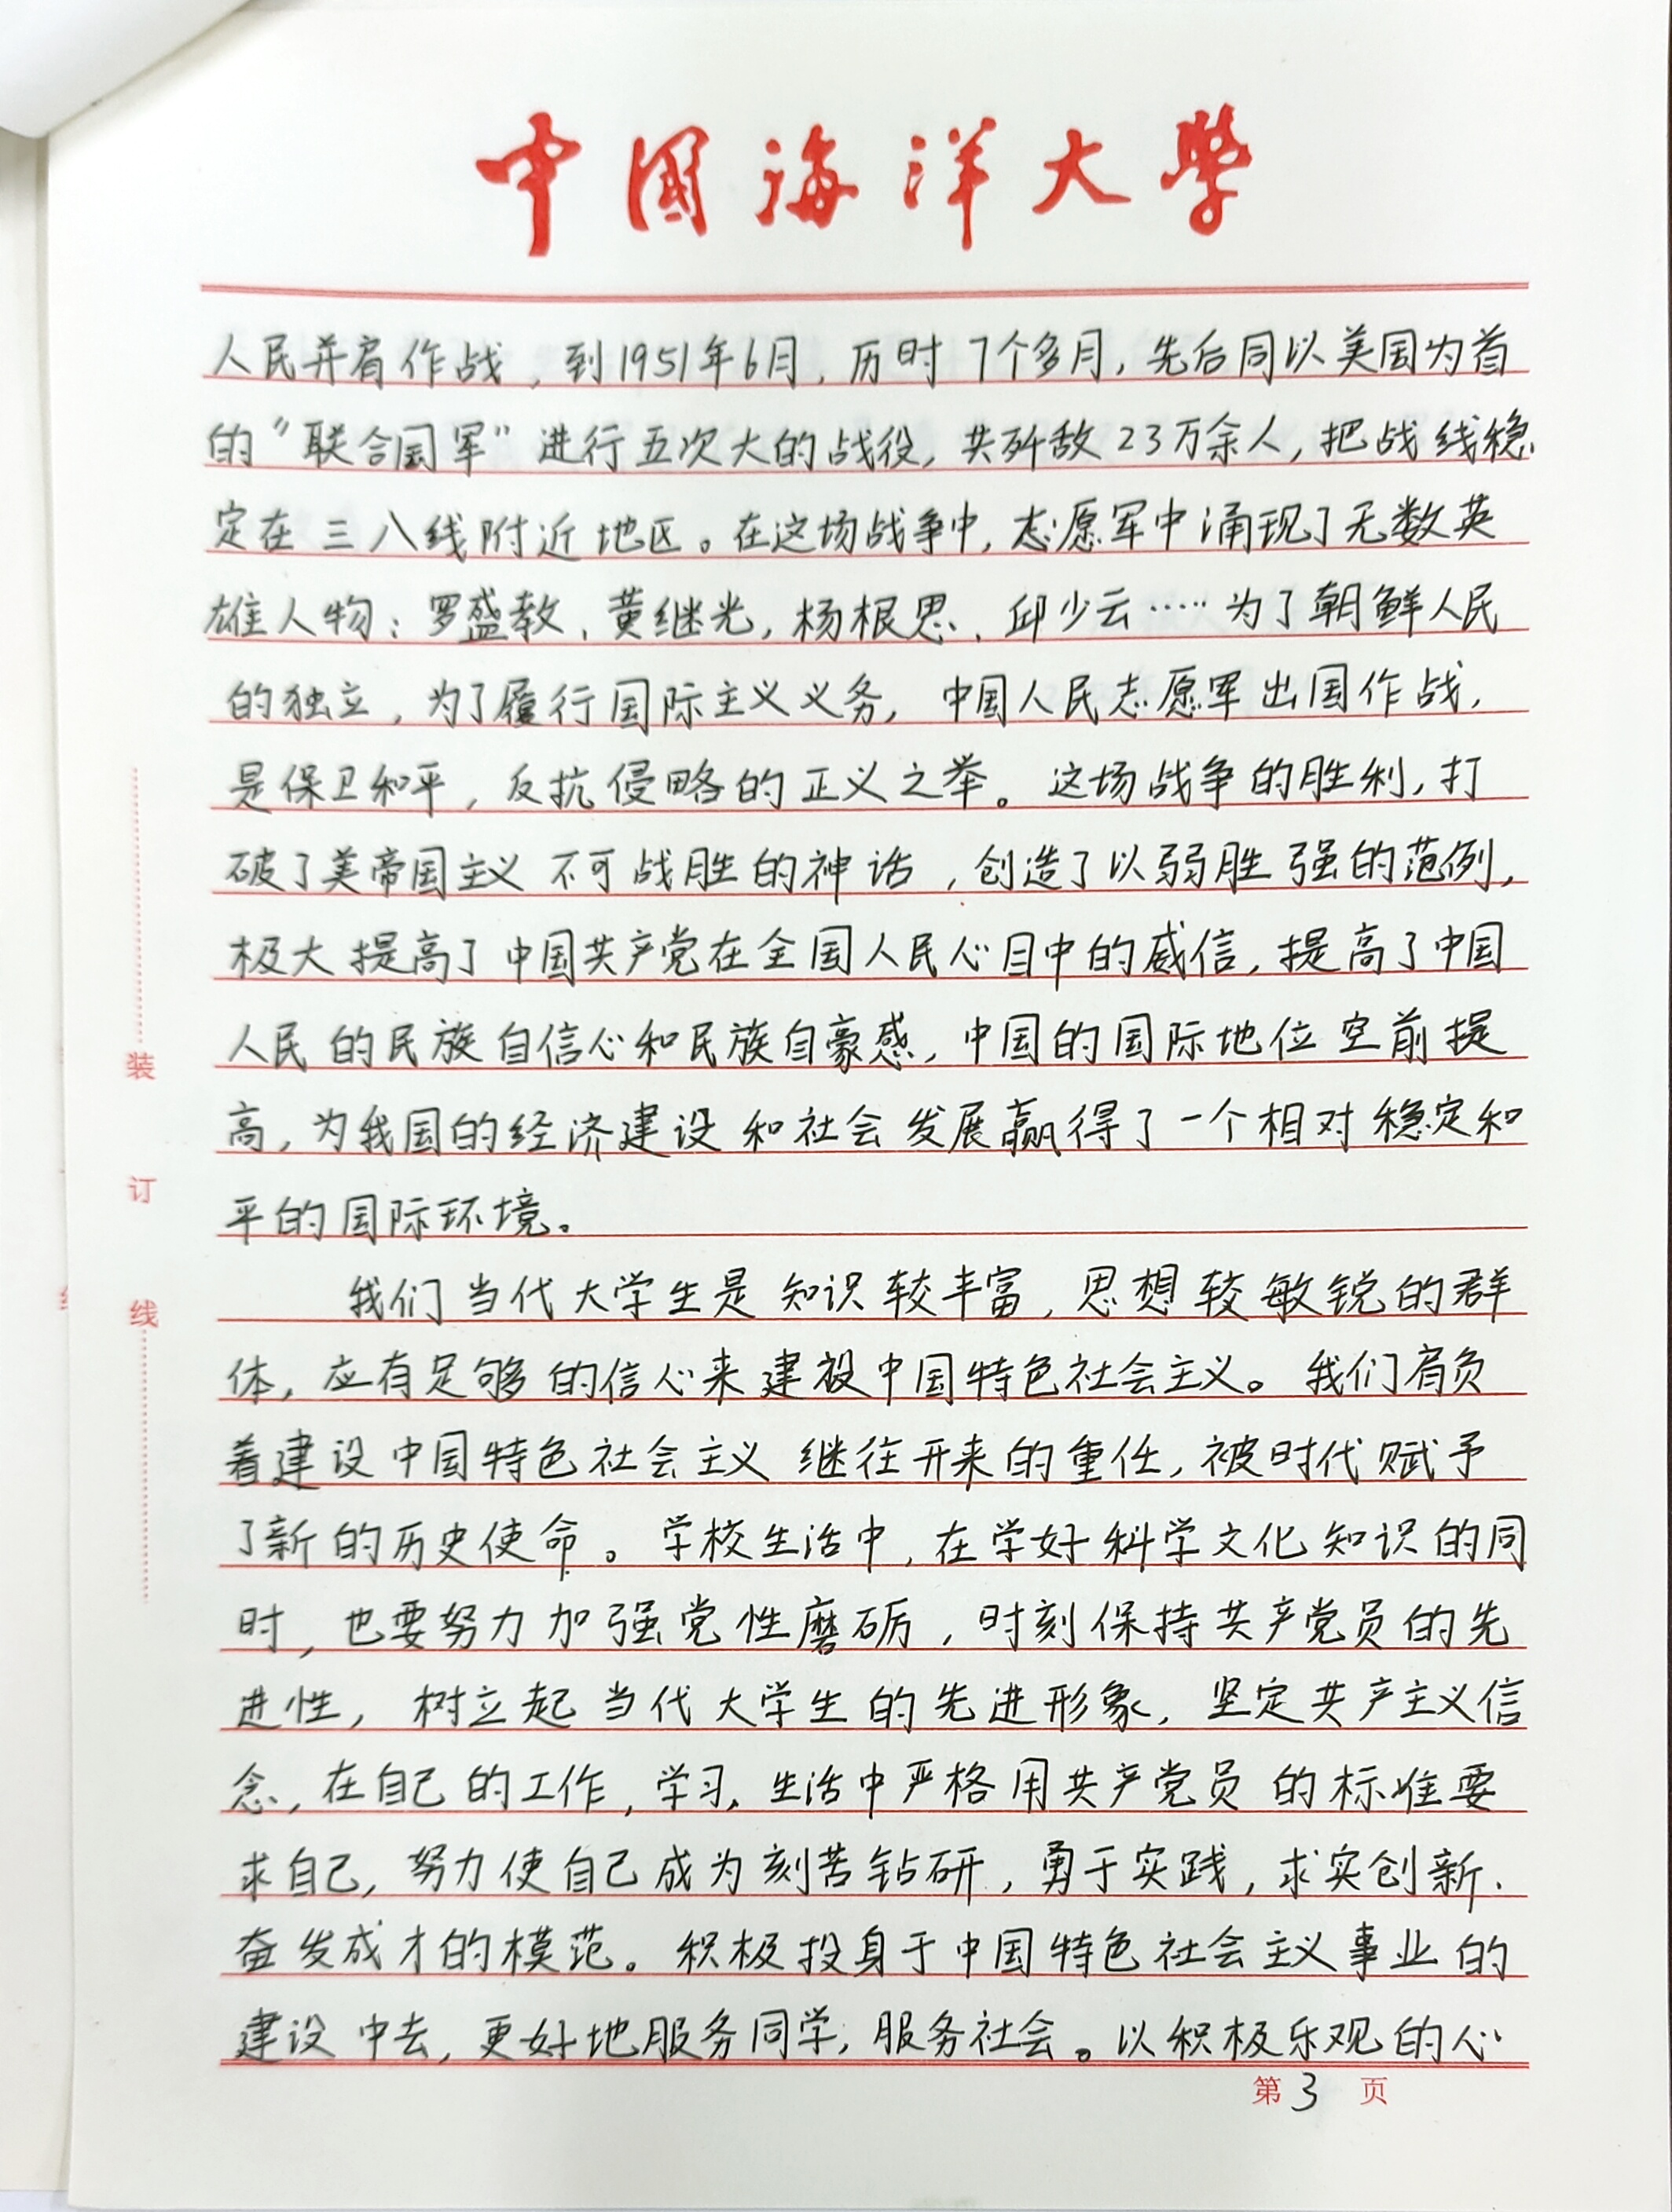 中国海洋大学
人民并肩作战，到1951年6月，历时7个多月，先后同以美国为首
的"联合国军"进行五次大的战役，共歼敌23万余人，把战线稳
定在三八线附近地区。在这场战争中，志愿军中涌现了无数英
雄人物：罗盛教、黄继光，杨根思、邱少云……为了朝鲜人民
的独立，为了履行国际主义义务，中国人民志愿军出国作战，
是保卫和平，反抗侵略的正义之举。这场战争的胜利，打
破了美帝国主义不可战胜的神话，创造了以弱胜强的范例，
极大提高了中国共产党在全国人民心目中的威信，提高了中国
人民的民族自信心和民族自豪感，中国的国际地位空前提
高，为我国的经济建设和社会发展赢得了一个相对稳定和
平的国际环境。
我们当代大学生是知识较丰富，思想较敏锐的群
体，应有足够的信心来建设中国特色社会主义。我们肩负
着建设中国特色社会主义继往开来的重任，被时代赋予
了新的历史使命。学校生活中，在学好科学文化知识的同
时，也要努力加强党性磨砺，时刻保持共产党员的先
进性，树立起当代大学生的先进形象，坚定共产主义信
念，在自己的工作，学习、生活中严格用共产党员的标准要
求自己，努力使自己成为刻苦钻研，勇于实践，求实创新、
奋发成才的模范。积极投身于中国特色社会主义事业的
建设中去，更好地服务同学，服务社会。以积极乐观的心
第3页
装
订
线